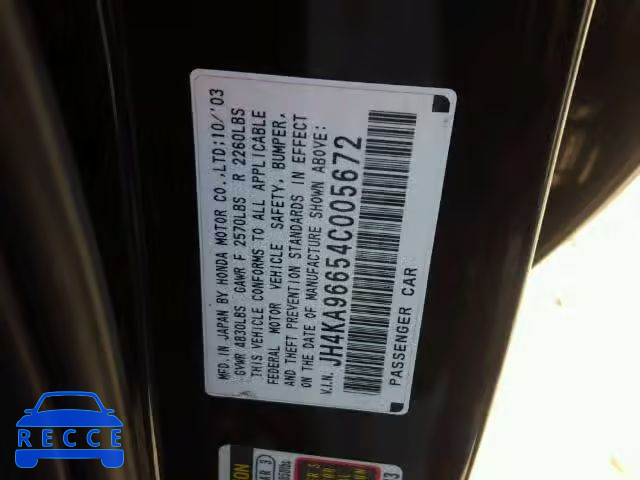 MFD. IN JAPAN BY HONDA MOTOR CO., LTD:10/'03
GVWR 4830LBS GAWR F 2570LBS R 2260LBS
THIS VEHICLE CONFORMS TO ALL APPLICABLE
FEDERAL MOTOR VEHICLE SAFETY, BUMPER,
AND THEFT PREVENTION STANDARDS IN EFFECT
ON THE DATE OF MANUFACTURE SHOWN ABOVE:
V.I.N. JH4KA96654C005672
PASSENGER CAR
RECCE